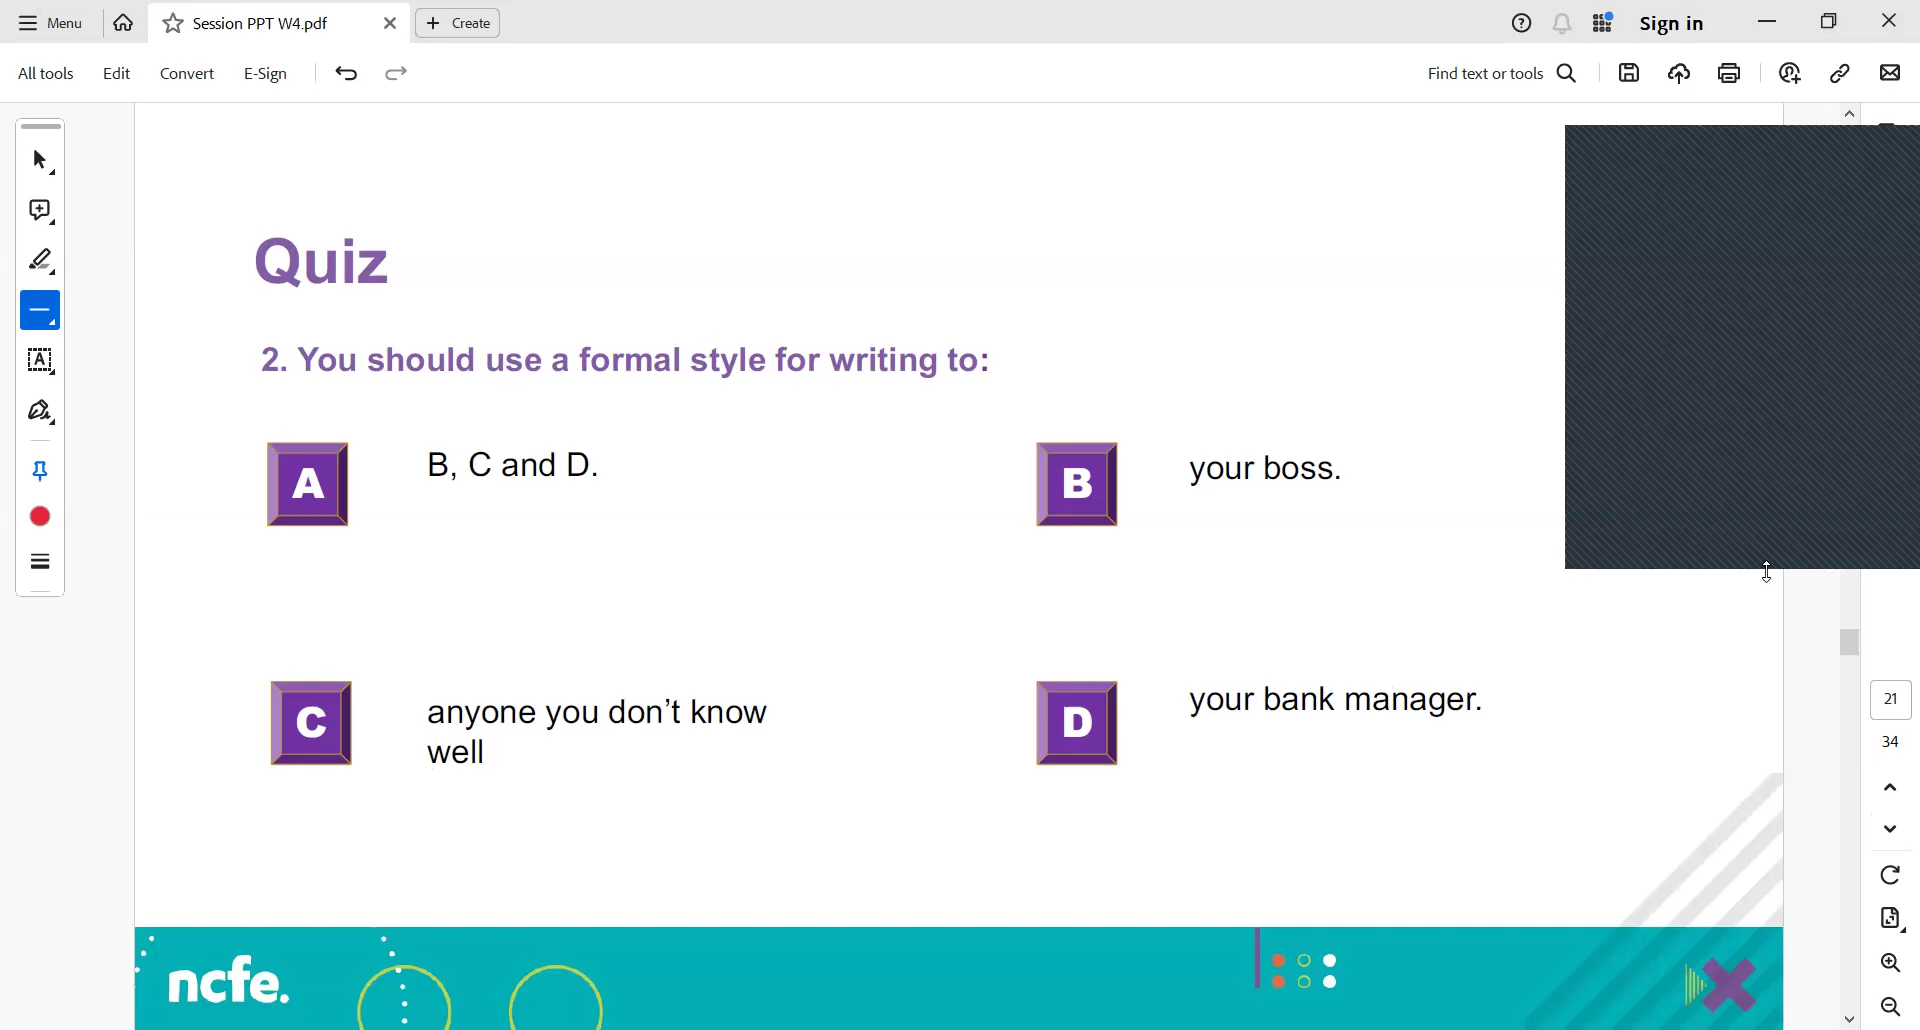 Menu
Session PPT W4.pdf
Create
Sign in
All tools
Edit
Convert
E-Sign
Find text or tools
Quiz
2. You should use a formal style for writing to:
A
B, C and D.
B
your boss.
C
anyone you don’t know
well
D
your bank manager.
21
34
ncfe.